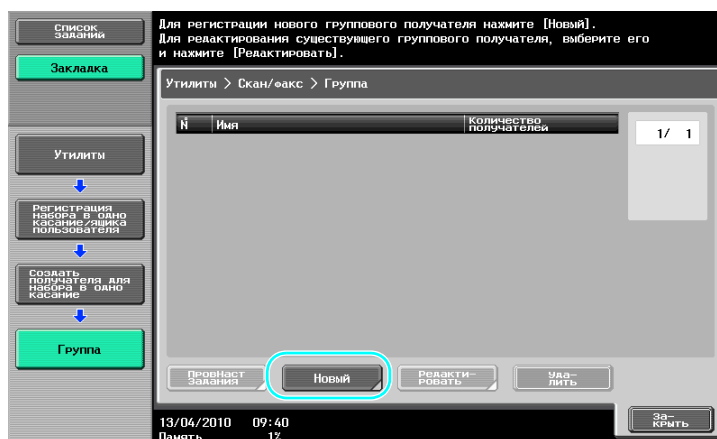 Список
заданий
Закладка
Для регистрации нового группового получателя нажмите [Новый].
Для редактирования существующего группового получателя, выберите его
и нажмите [Редактировать].
Утилиты > Скан/факс > Группа
N
Имя
Количество
получателей
1/ 1
Утилиты
Регистрация
набора в одно
касание/ящика
пользователя
Создать
получателя для
набора в одно
касание
Группа
ПровНаст
Задания
Новый
Редакти-
ровать
Уда-
лить
13/04/2010 09:40
Память 1%
За-
крыть